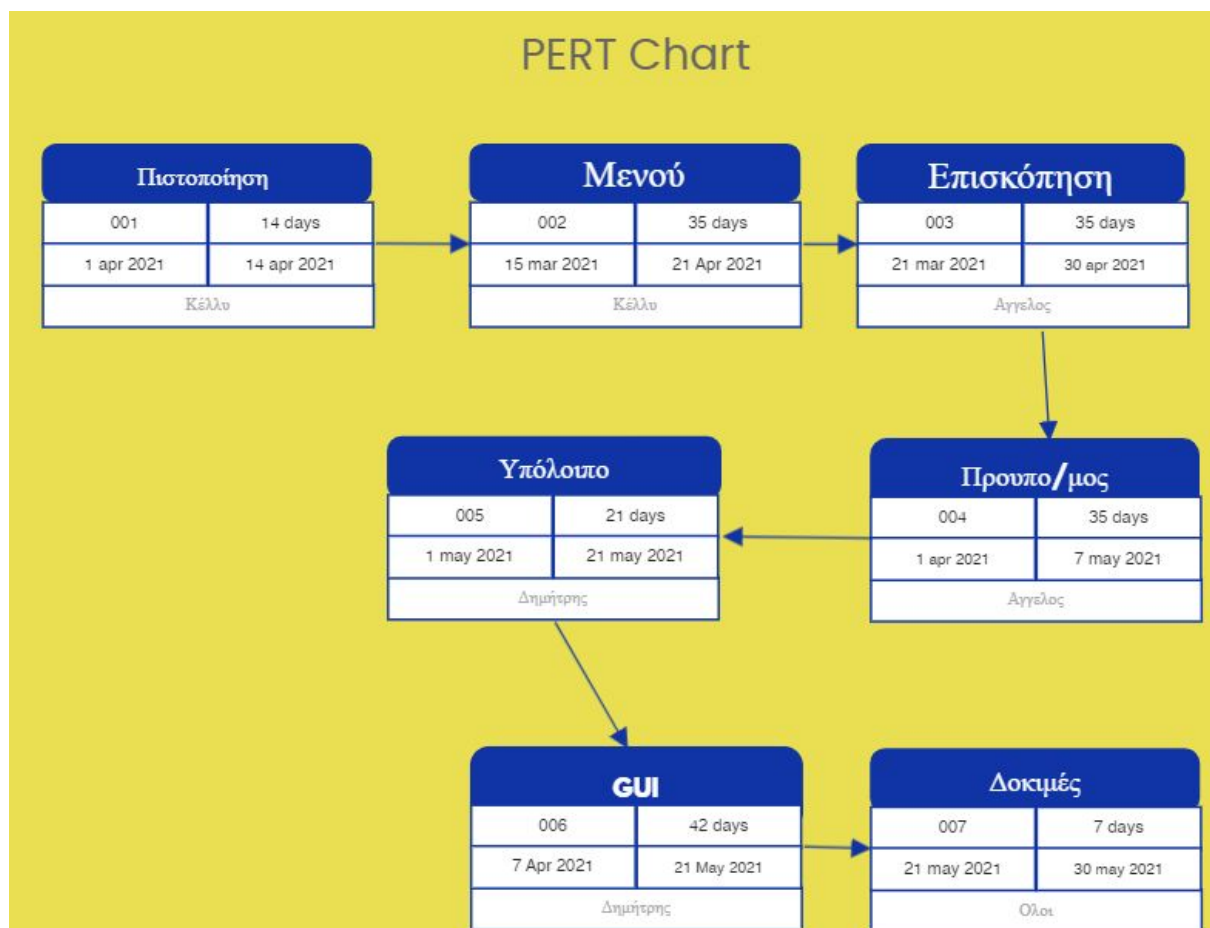 PERT Chart
Πιστοποίηση
001 14 days
1 apr 2021 14 apr 2021
Κέλλυ
Μενού
002 35 days
15 mar 2021 21 Apr 2021
Κέλλυ
Επισκόπηση
003 35 days
21 mar 2021 30 apr 2021
Αγγελος
Προυπο/μος
004 35 days
1 apr 2021 7 may 2021
Αγγελος
Υπόλοιπο
005 21 days
1 may 2021 21 may 2021
Δημήτρης
GUI
006 42 days
7 Apr 2021 21 May 2021
Δημήτρης
Δοκιμές
007 7 days
21 may 2021 30 may 2021
Ολοι